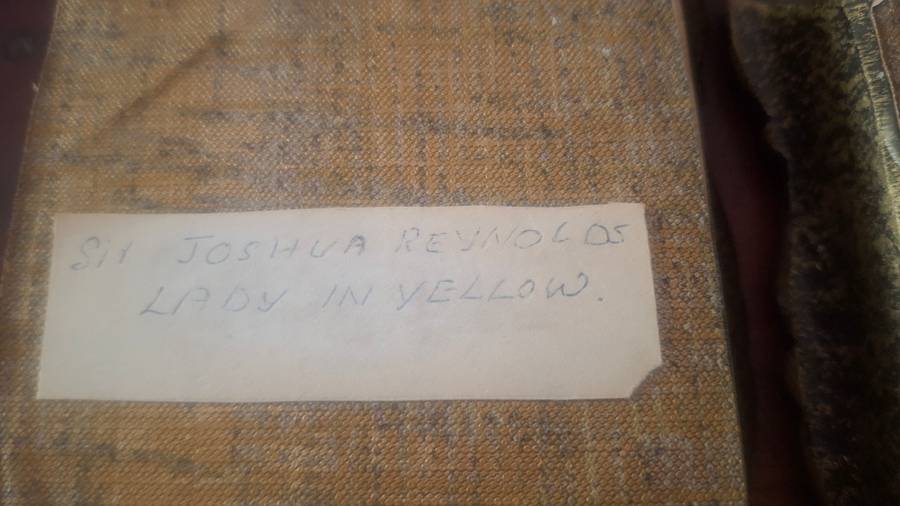 Sir JOSHUA REYNOLDS
LADY IN YELLOW.